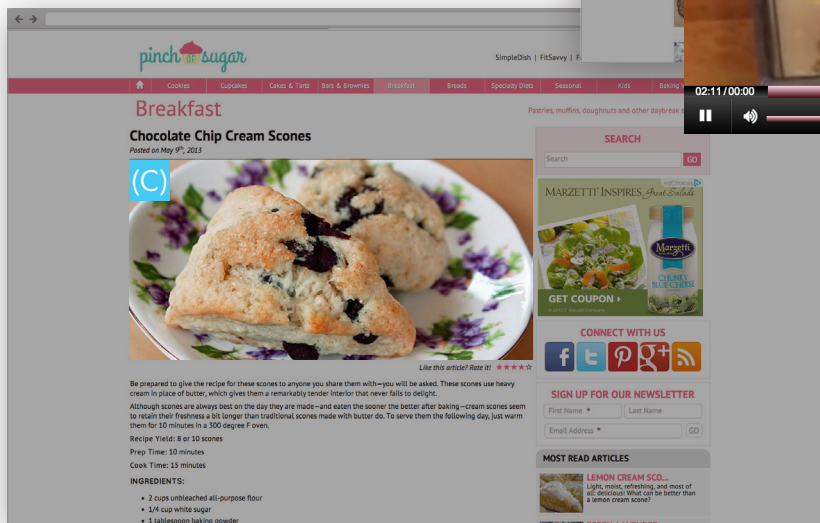 pinch OF sugar
SimpleDish | FitSavvy | F
Cookies Cupcakes Cakes & Tarts Bars & Brownies Breakfast Breads Specialty Diets Seasonal Kids Baking
02:11/00:00
Breakfast
Pastries, muffins, doughnuts and other daybreak
Chocolate Chip Cream Scones
Posted on May 9th, 2013
(C)
SEARCH
Search GO
AdChoices
MARZETTI INSPIRES Great Salads
Marzetti
CHUNKY
BLUE CHEESE
GET COUPON
CONNECT WITH US
Like this article? Rate it!
Be prepared to give the recipe for these scones to anyone you share them with—you will be asked. These scones use heavy
cream in place of butter, which gives them a remarkably tender interior that never fails to delight.
Although scones are always best on the day they are made—and eaten the sooner the better after baking—cream scones seem
to retain their freshness a bit longer than traditional scones made with butter do. To serve them the following day, just warm
them for 10 minutes in a 300 degree F oven.
Recipe Yield: 8 or 10 scones
Prep Time: 10 minutes
Cook Time: 15 minutes
INGREDIENTS:
• 2 cups unbleached all-purpose flour
• 1/4 cup white sugar
• 1 tablespoon baking powder
SIGN UP FOR OUR NEWSLETTER
First Name * Last Name
Email Address * GO
MOST READ ARTICLES
LEMON CREAM SCO...
Light, moist, refreshing, and most of
all: delicious! What can be better than
a lemon cream scone?